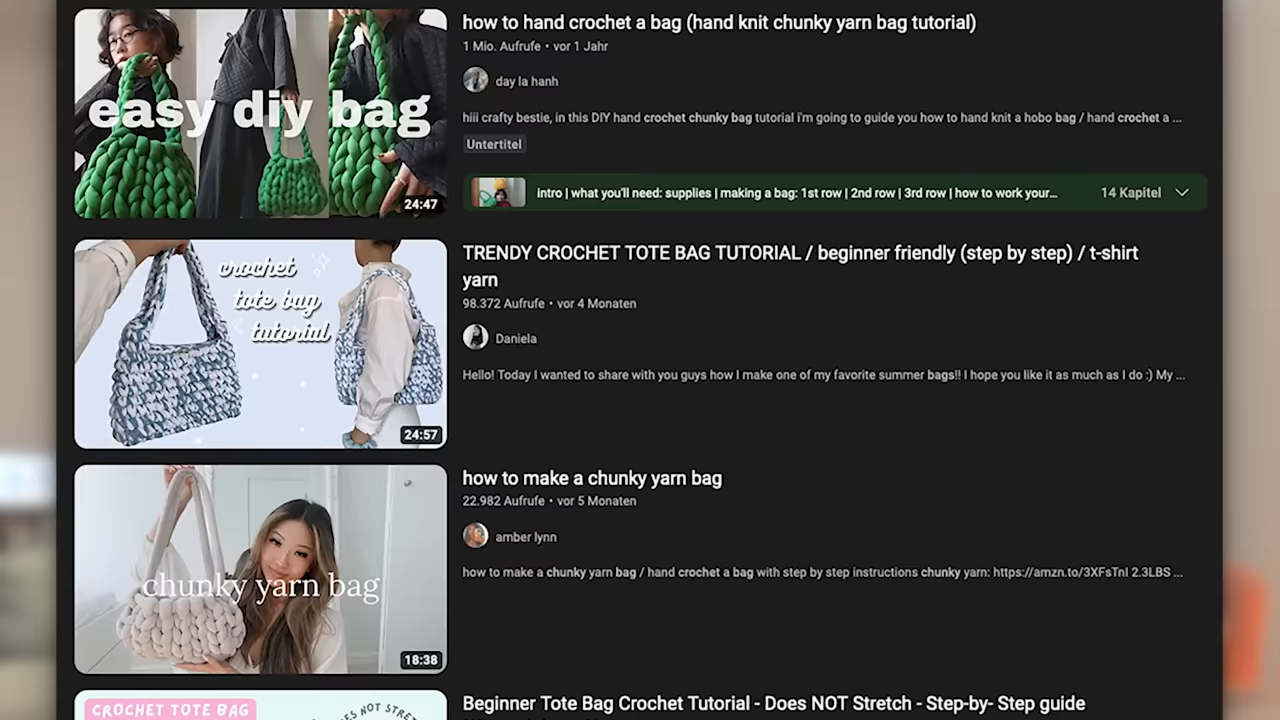 how to hand crochet a bag (hand knit chunky yarn bag tutorial)
1 Mio. Aufrufe • vor 1 Jahr
day la hanh
easy diy bag
hiii crafty bestie, in this DIY hand crochet chunky bag tutorial i'm going to guide you how to hand knit a hobo bag / hand crochet a ...
Untertitel
24:47
intro | what you'll need: supplies | making a bag: 1st row | 2nd row | 3rd row | how to work your...
14 Kapitel
TRENDY CROCHET TOTE BAG TUTORIAL / beginner friendly (step by step) / t-shirt
yarn
98.372 Aufrufe • vor 4 Monaten
crochet
tote bag
tutorial
Daniela
Hello! Today I wanted to share with you guys how I make one of my favorite summer bags!! I hope you like it as much as I do :) My ...
24:57
how to make a chunky yarn bag
22.982 Aufrufe • vor 5 Monaten
amber lynn
how to make a chunky yarn bag / hand crochet a bag with step by step instructions chunky yarn: https://amzn.to/3XFsTnI 2.3LBS ...
chunky yarn bag
18:38
Beginner Tote Bag Crochet Tutorial - Does NOT Stretch - Step-by- Step guide
CROCHET TOTE BAG
DOES NOT